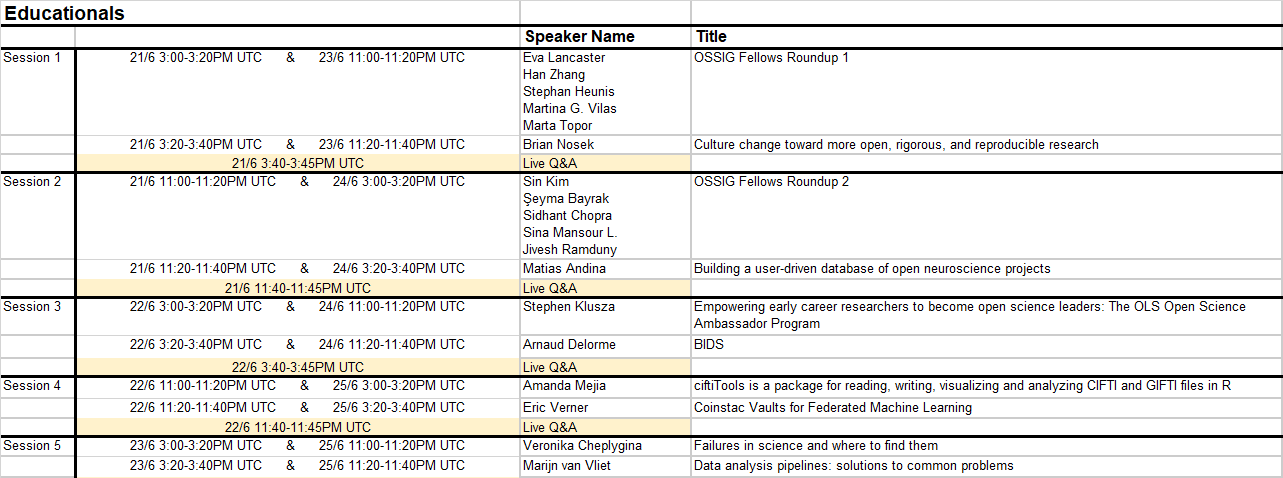 Educationals
Speaker Name Title
Session 1 21/6 3:00-3:20PM UTC & 23/6 11:00-11:20PM UTC Eva Lancaster OSSIG Fellows Roundup 1
Han Zhang
Stephan Heunis
Martina G. Vilas
Marta Topor
21/6 3:20-3:40PM UTC & 23/6 11:20-11:40PM UTC Brian Nosek Culture change toward more open, rigorous, and reproducible research
21/6 3:40-3:45PM UTC Live Q&A
Session 2 21/6 11:00-11:20PM UTC & 24/6 3:00-3:20PM UTC Sin Kim OSSIG Fellows Roundup 2
Şeyma Bayrak
Sidhant Chopra
Sina Mansour L.
Jivesh Ramduny
21/6 11:20-11:40PM UTC & 24/6 3:20-3:40PM UTC Matias Andina Building a user-driven database of open neuroscience projects
21/6 11:40-11:45PM UTC Live Q&A
Session 3 22/6 3:00-3:20PM UTC & 24/6 11:00-11:20PM UTC Stephen Klusza Empowering early career researchers to become open science leaders: The OLS Open Science
Ambassador Program
22/6 3:20-3:40PM UTC & 24/6 11:20-11:40PM UTC Arnaud Delorme BIDS
22/6 3:40-3:45PM UTC Live Q&A
Session 4 22/6 11:00-11:20PM UTC & 25/6 3:00-3:20PM UTC Amanda Mejia ciftiTools is a package for reading, writing, visualizing and analyzing CIFTI and GIFTI files in R
22/6 11:20-11:40PM UTC & 25/6 3:20-3:40PM UTC Eric Verner Coinstac Vaults for Federated Machine Learning
22/6 11:40-11:45PM UTC Live Q&A
Session 5 23/6 3:00-3:20PM UTC & 25/6 11:00-11:20PM UTC Veronika Cheplygina Failures in science and where to find them
23/6 3:20-3:40PM UTC & 25/6 11:20-11:40PM UTC Marijn van Vliet Data analysis pipelines: solutions to common problems